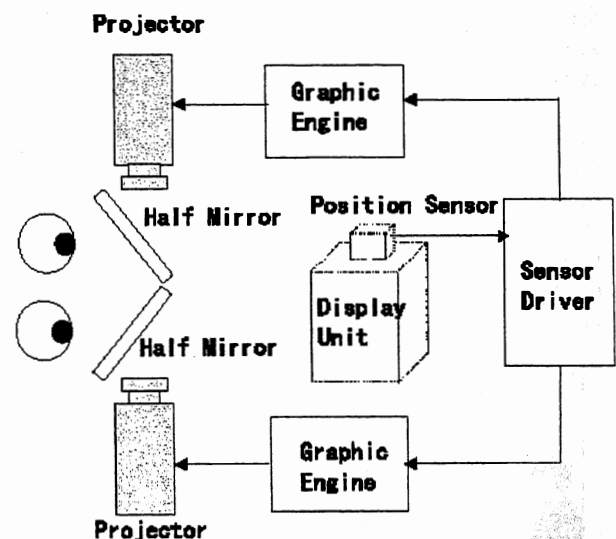 Projector
Graphic
Engine
Half Mirror
Position Sensor
Sensor
Driver
Display
Unit
Half Mirror
Graphic
Engine
Projector